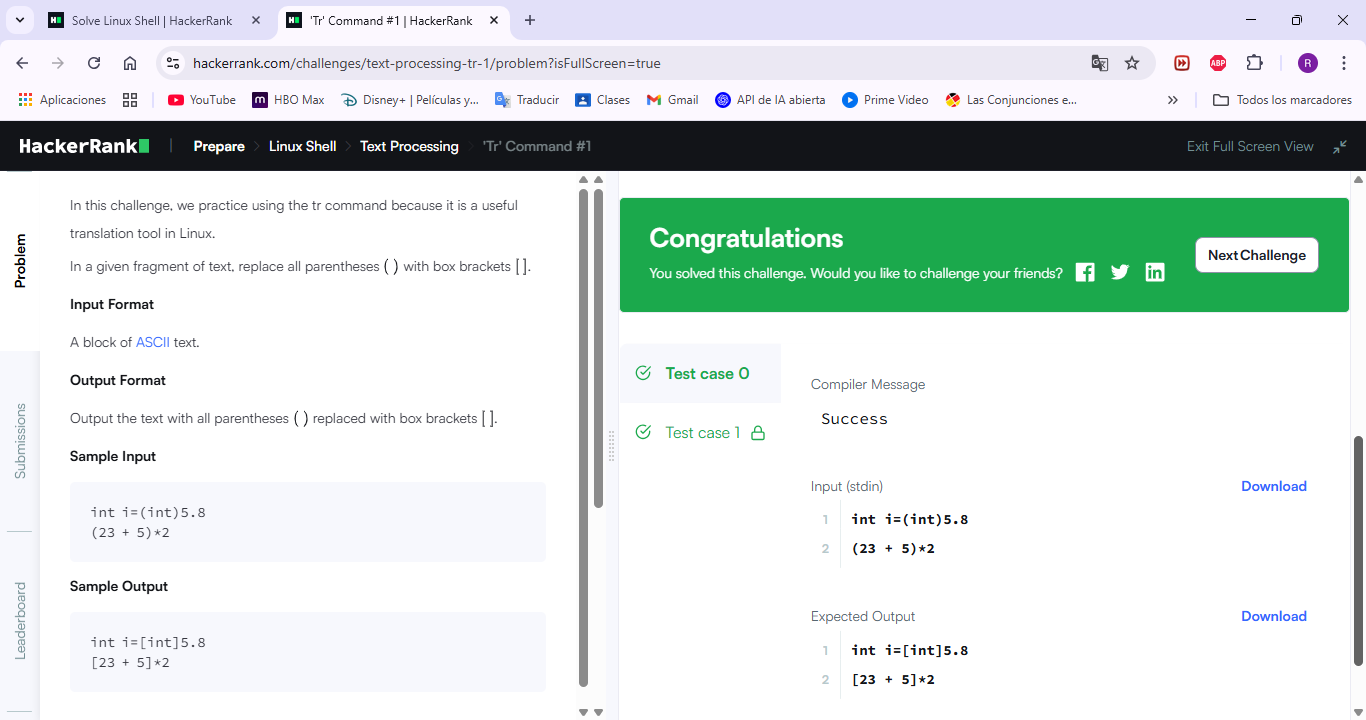 Solve Linux Shell | HackerRank
'Tr' Command #1 | HackerRank
hackerrank.com/challenges/text-processing-tr-1/problem?isFullScreen=true
ABP
R
Aplicaciones
YouTube
HBO Max
Disney+ | Películas y...
Traducir
Clases
Gmail
API de IA abierta
Prime Video
Las Conjunciones e...
Todos los marcadores
HackerRank
Prepare
Linux Shell
Text Processing
'Tr' Command #1
Exit Full Screen View
Problem
Submissions
Leaderboard
In this challenge, we practice using the tr command because it is a useful
translation tool in Linux.
In a given fragment of text, replace all parentheses ( ) with box brackets [ ].
Input Format
A block of ASCII text.
Output Format
Output the text with all parentheses ( ) replaced with box brackets [ ].
Sample Input
int i=(int)5.8
(23 + 5)*2
Sample Output
int i=[int]5.8
[23 + 5]*2
Congratulations
You solved this challenge. Would you like to challenge your friends?
Next Challenge
Test case 0
Test case 1
Compiler Message
Success
Input (stdin)
Download
1 int i=(int)5.8
2 (23 + 5)*2
Expected Output
Download
1 int i=[int]5.8
2 [23 + 5]*2